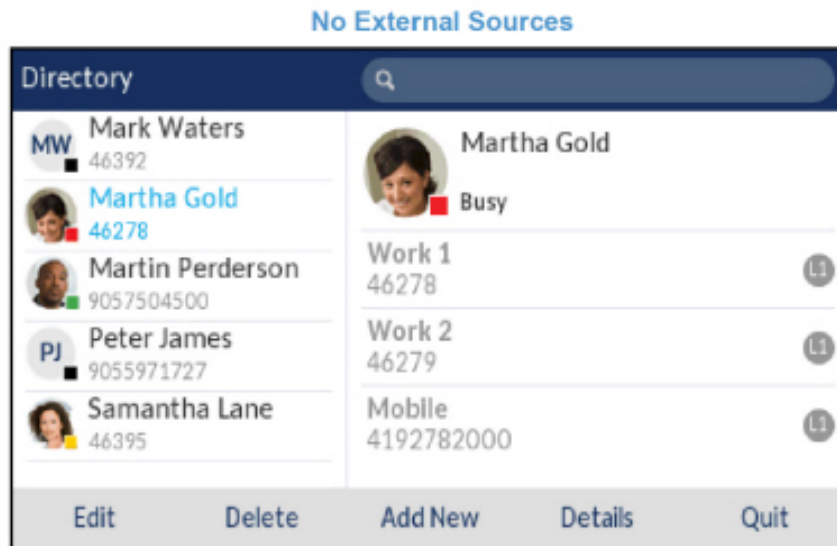 No External Sources
Directory
MW
Mark Waters
46392
Martha Gold
46278
Martin Perderson
9057504500
PJ
Peter James
9055971727
Samantha Lane
46395
Martha Gold
Busy
Work 1
46278
L1
Work 2
46279
L1
Mobile
4192782000
L1
Edit Delete Add New Details Quit